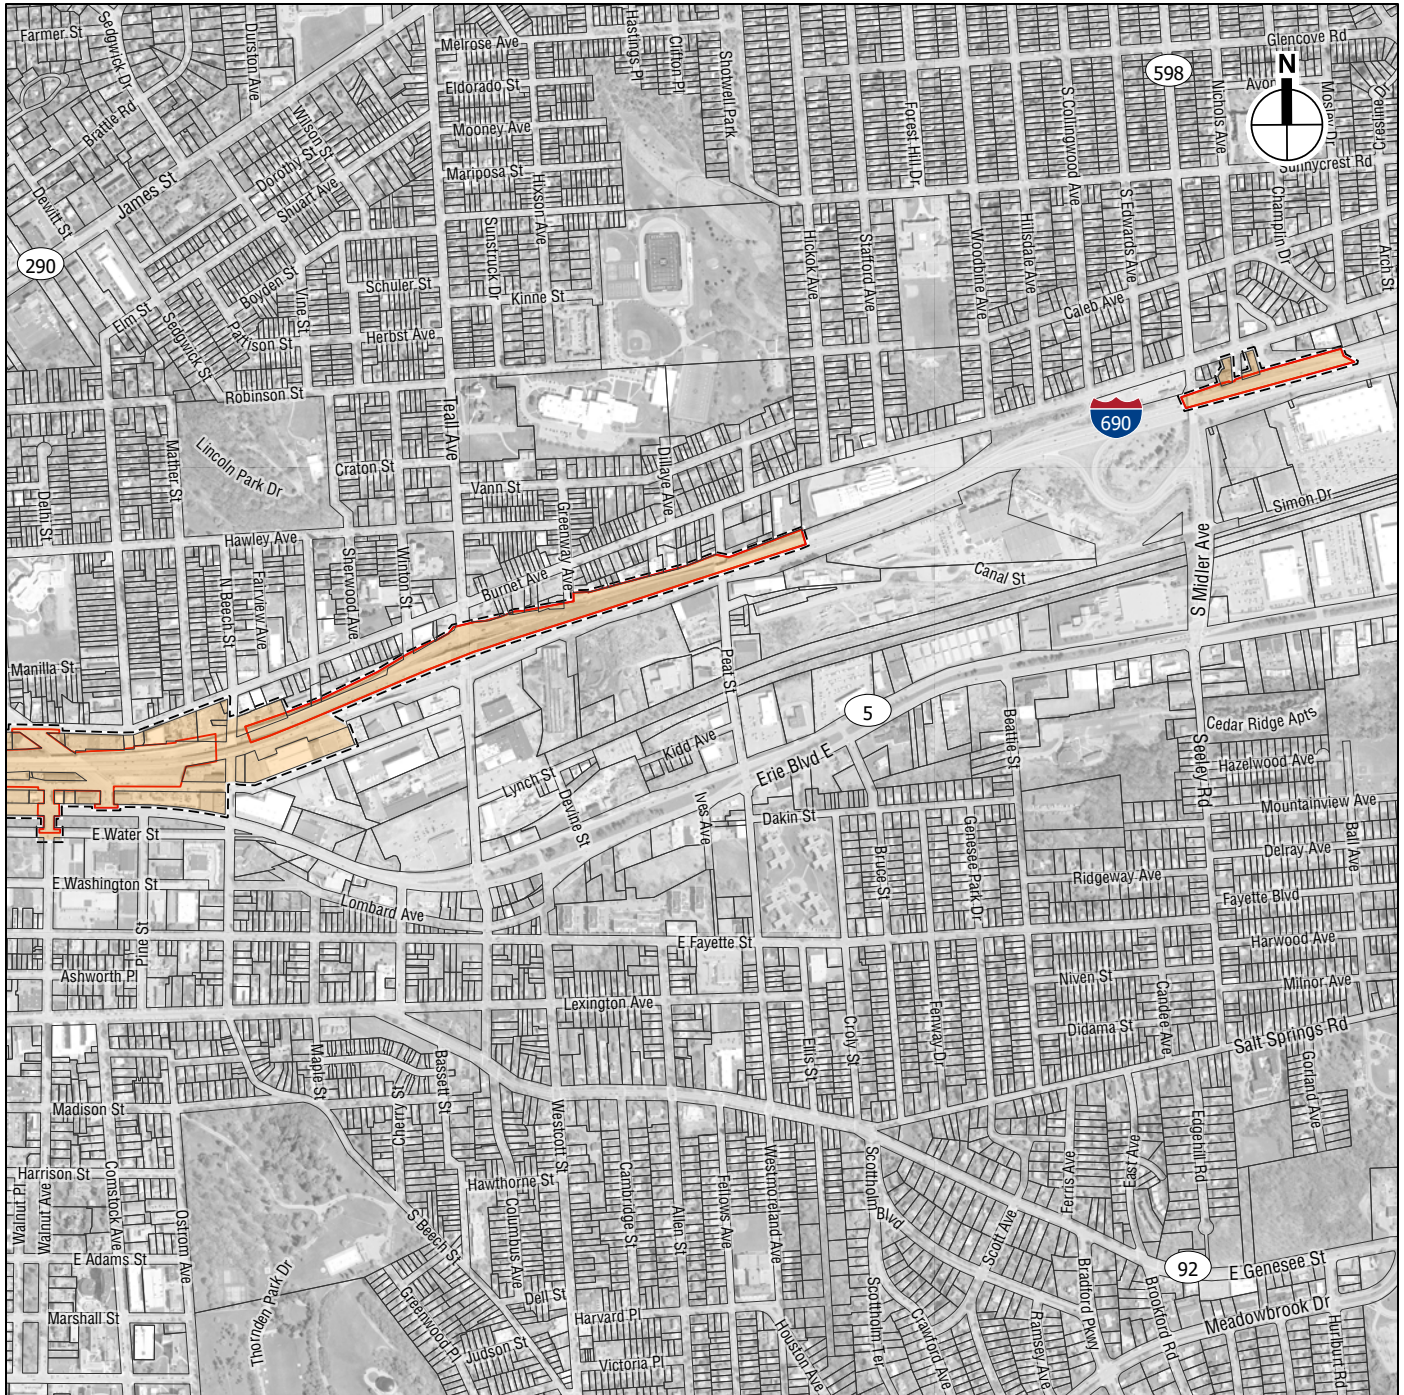 Farmer St
Sedgwick Dr
Durston Ave
Melrose Ave
Hastings Pl
Clifton Pl
Shotwell Park
Glencove Rd
N
598
Eldorado St
Brattle Rd
Wilson St
Mooney Ave
Forest Hill Dr
S Collingwood Ave
Nichols Ave
Mosley Dr
Dorothy St
Mariposa St
Sunnycrest Rd
Dewitt St
James St
Shuart Ave
Hixson Ave
Sunstruck Dr
S Edwards Ave
Champlin Dr
Hickok Ave
Stafford Ave
Woodbine Ave
Hillsdale Ave
Arch St
290
Boyden St
Vine St
Schuler St
Kinne St
Caleb Ave
Elm St
Sedgwick St
Pattison St
Herbst Ave
Robinson St
Teall Ave
690
Mather St
Lincoln Park Dr
Craton St
Vann St
Dillaye Ave
Delhi St
Greenway Ave
Simon Dr
Hawley Ave
N Beech St
Fairview Ave
Sherwood Ave
Winton St
Burnet Ave
Canal St
S Midler Ave
Manilla St
Peat St
5
Beattie St
Cedar Ridge Apts
Kidd Ave
Seeley Rd
Hazelwood Ave
Erie Blvd E
Lynch St
Devine St
Ives Ave
Mountainview Ave
E Water St
Dakin St
Genesee Park Dr
Ball Ave
Delray Ave
Bruce St
E Washington St
Ridgeway Ave
Fayette Blvd
Lombard Ave
Pine St
E Fayette St
Harwood Ave
Ashworth Pl
Niven St
Milnor Ave
Lexington Ave
Candee Ave
Ellis St
Croly St
Fenway Dr
Didama St
Salt Springs Rd
Maple St
Bassett St
Gorland Ave
Cherry St
Madison St
Westcott St
Edgehill Rd
East Ave
Harrison St
Comstock Ave
Walnut Pl
Walnut Ave
Ostrom Ave
Hawthorne St
Cambridge St
Allen St
Fellows Ave
Westmoreland Ave
Scottholm
Blvd
Ferris Ave
Scott Ave
S Beech St
Columbus Ave
E Adams St
Thornden Park Dr
92
E Genesee St
Bradford Pkwy
Brookford Rd
Scottholm Ter
Dell St
Greenwood Pl
Harvard Pl
Marshall St
Meadowbrook Dr
Crawford Ave
Ramsey Ave
Hurlburt Rd
Judson St
Houston Ave
Victoria Pl